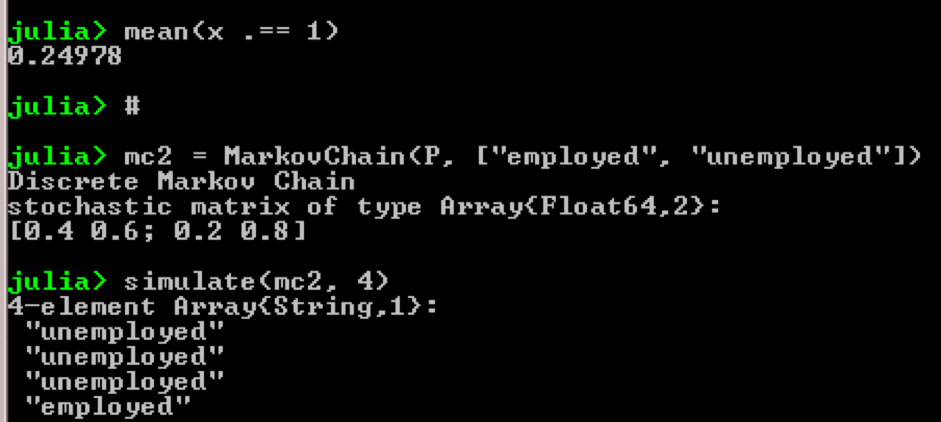 julia> mean(x .== 1)
0.24978
julia> #
julia> mc2 = MarkovChain(P, ["employed", "unemployed"])
Discrete Markov Chain
stochastic matrix of type Array{Float64,2}:
[0.4 0.6; 0.2 0.8]
julia> simulate(mc2, 4)
4-element Array{String,1}:
"unemployed"
"unemployed"
"unemployed"
"employed"